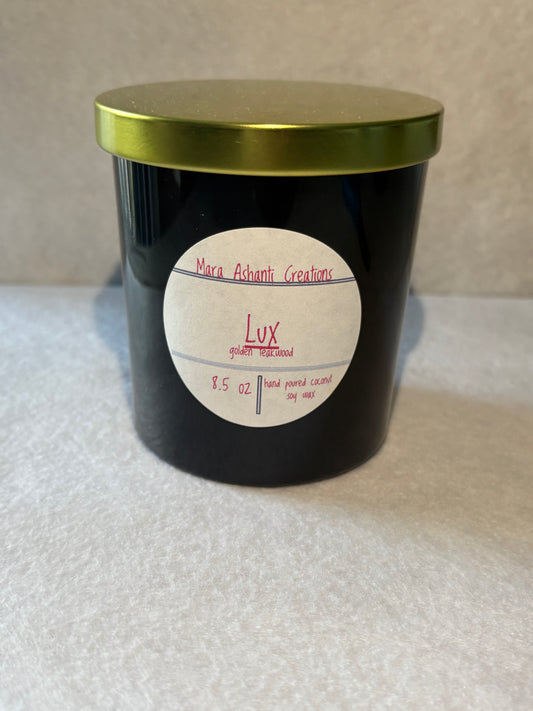 Mara Ashanti Creations
Lux
golden teakwood
8.5 oz
hand poured coconut
soy wax